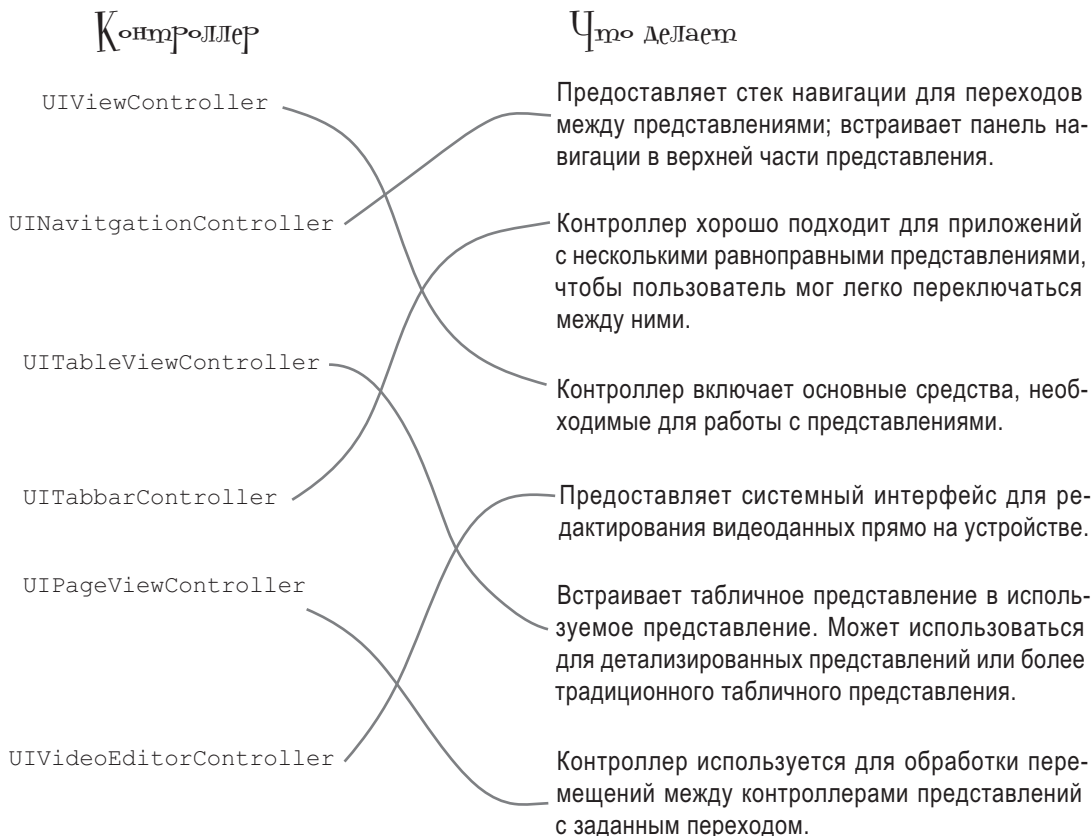 Контроллер
Что делает
UIViewController
Предоставляет стек навигации для переходов
между представлениями; встраивает панель на-
вигации в верхней части представления.
UINavitgationController
Контроллер хорошо подходит для приложений
с несколькими равноправными представлениями,
чтобы пользователь мог легко переключаться
между ними.
UITableViewController
Контроллер включает основные средства, необ-
ходимые для работы с представлениями.
UITabbarController
Предоставляет системный интерфейс для ре-
дактирования видеоданных прямо на устройстве.
UIPageViewController
Встраивает табличное представление в исполь-
зуемое представление. Может использоваться
для детализированных представлений или более
традиционного табличного представления.
UIVideoEditorController
Контроллер используется для обработки пере-
мещений между контроллерами представлений
с заданным переходом.